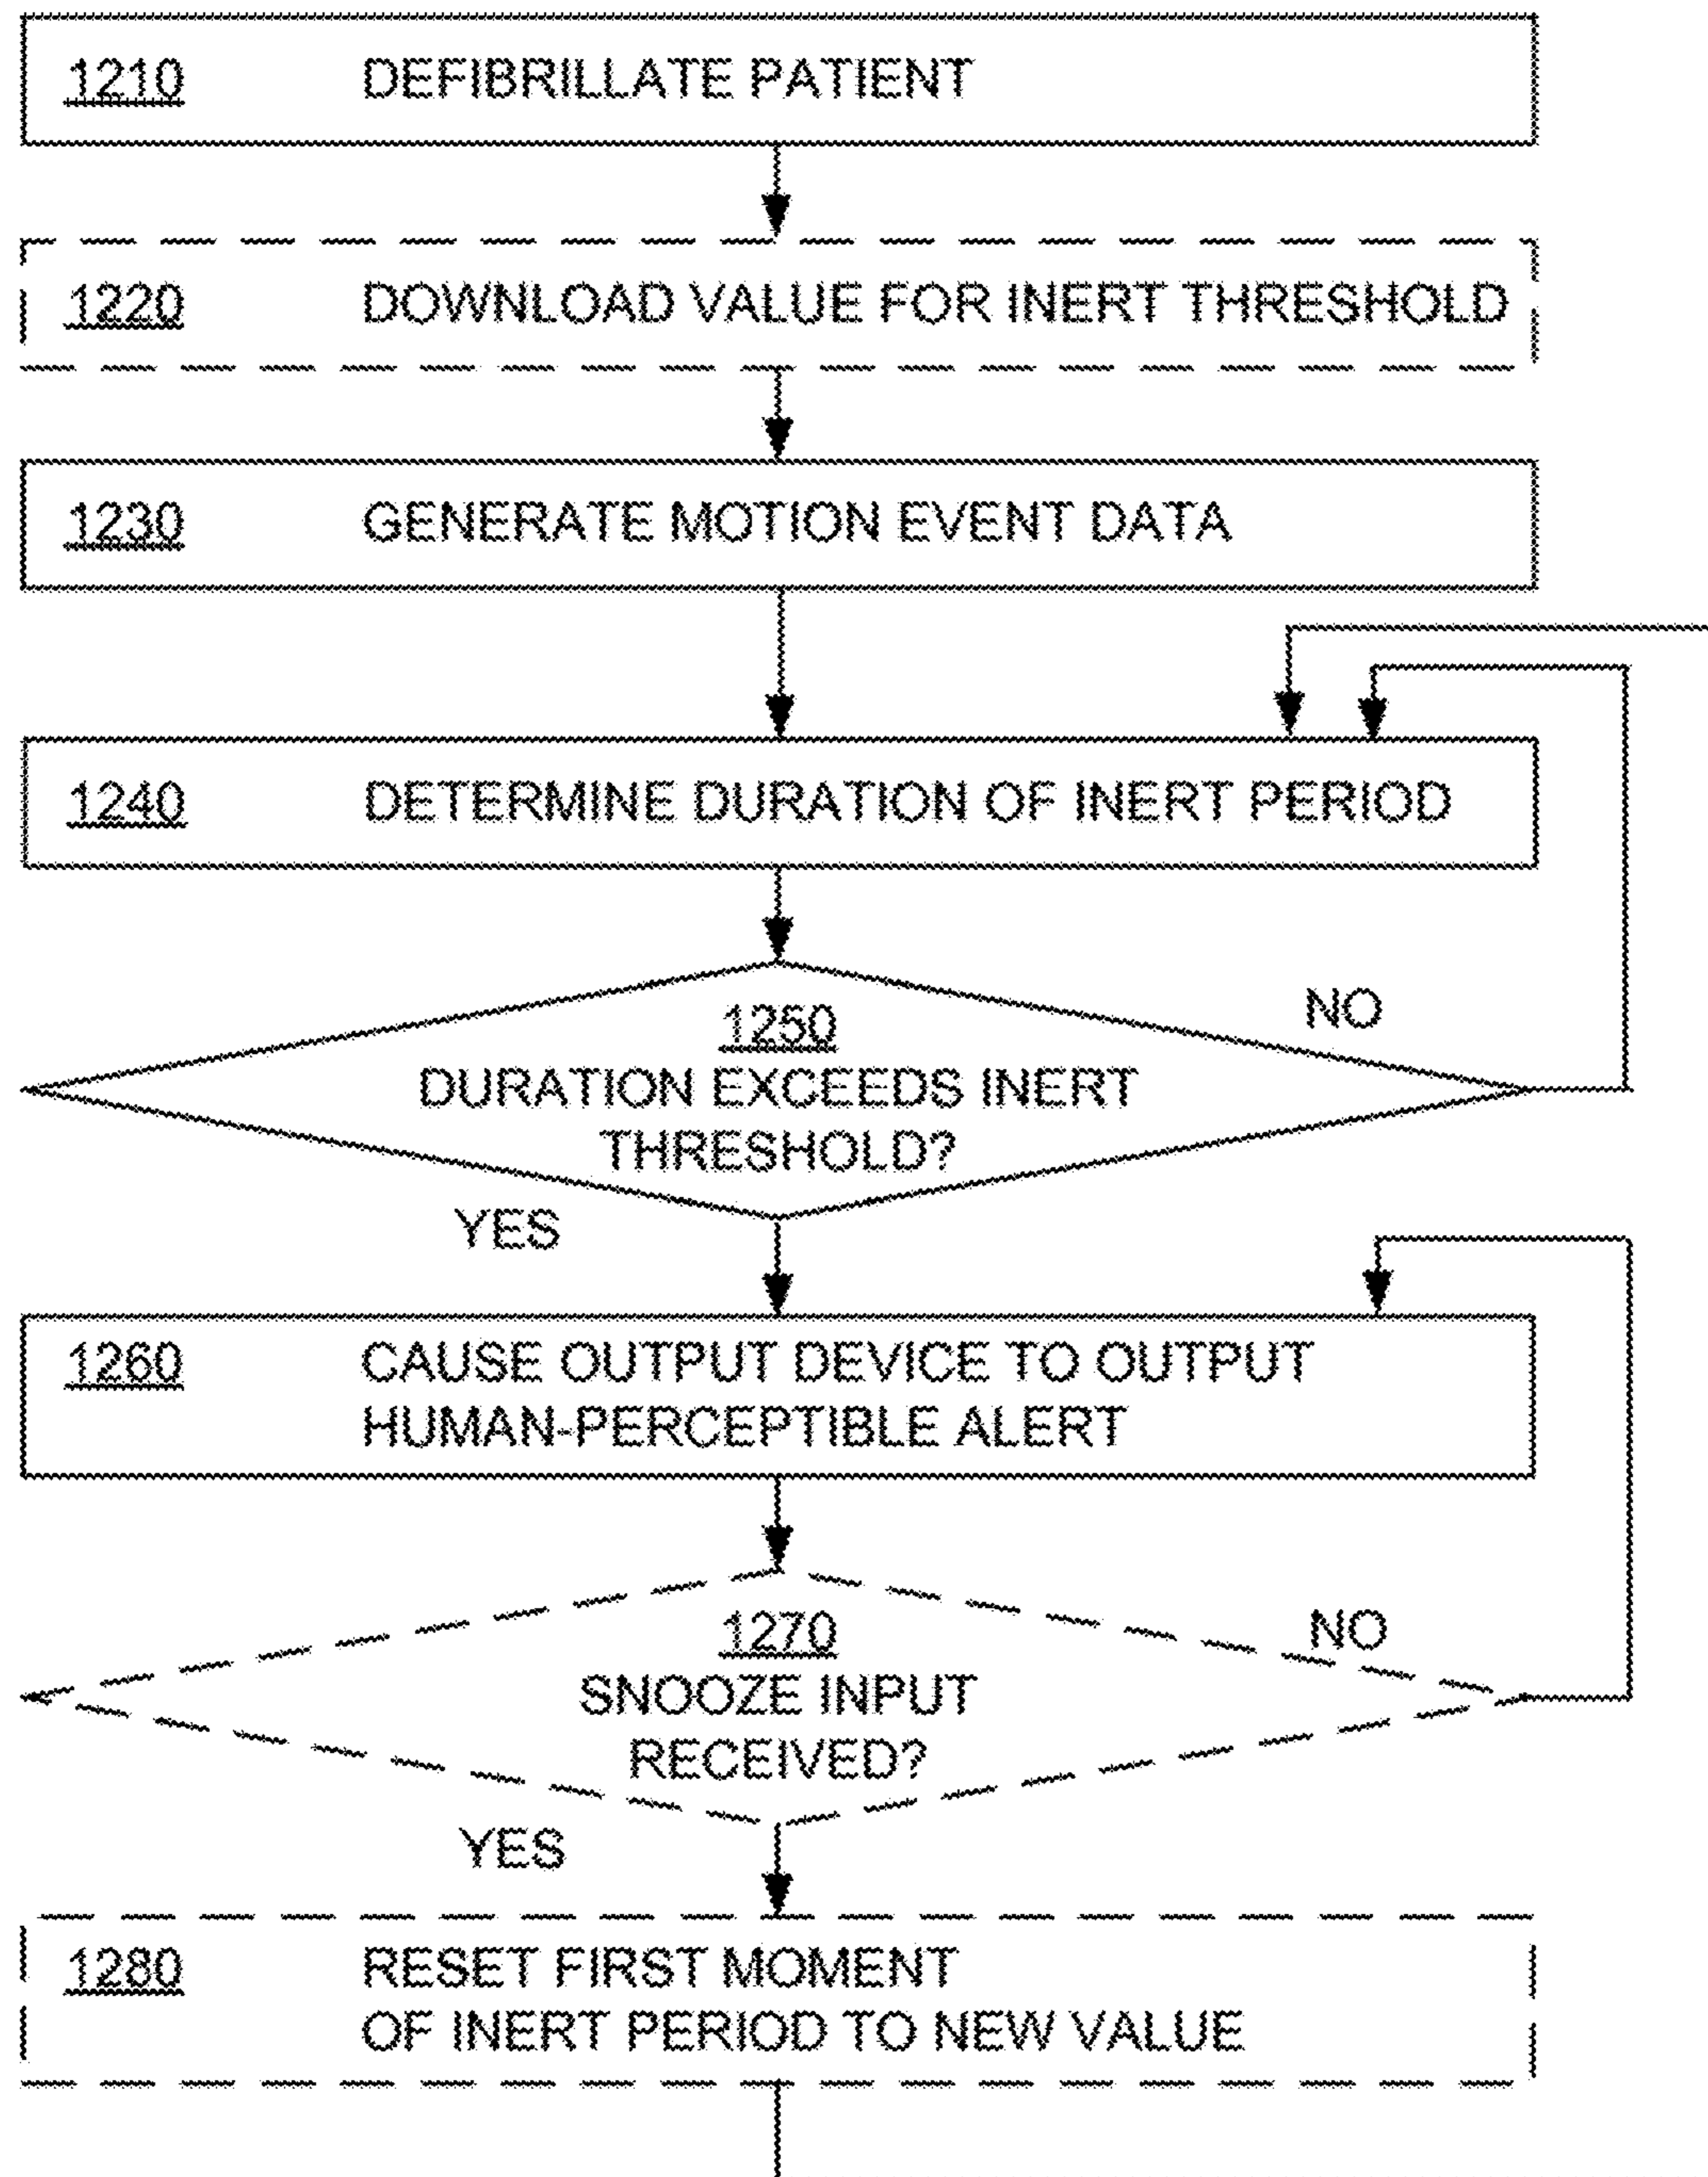 1210 DEFIBRILLATE PATIENT
1220 DOWNLOAD VALUE FOR INERT THRESHOLD
1230 GENERATE MOTION EVENT DATA
1240 DETERMINE DURATION OF INERT PERIOD
1250
NO
DURATION EXCEEDS INERT
THRESHOLD?
YES
1260 CAUSE OUTPUT DEVICE TO OUTPUT
HUMAN-PERCEPTIBLE ALERT
1270
NO
SNOOZE INPUT
RECEIVED?
YES
1280 RESET FIRST MOMENT
OF INERT PERIOD TO NEW VALUE